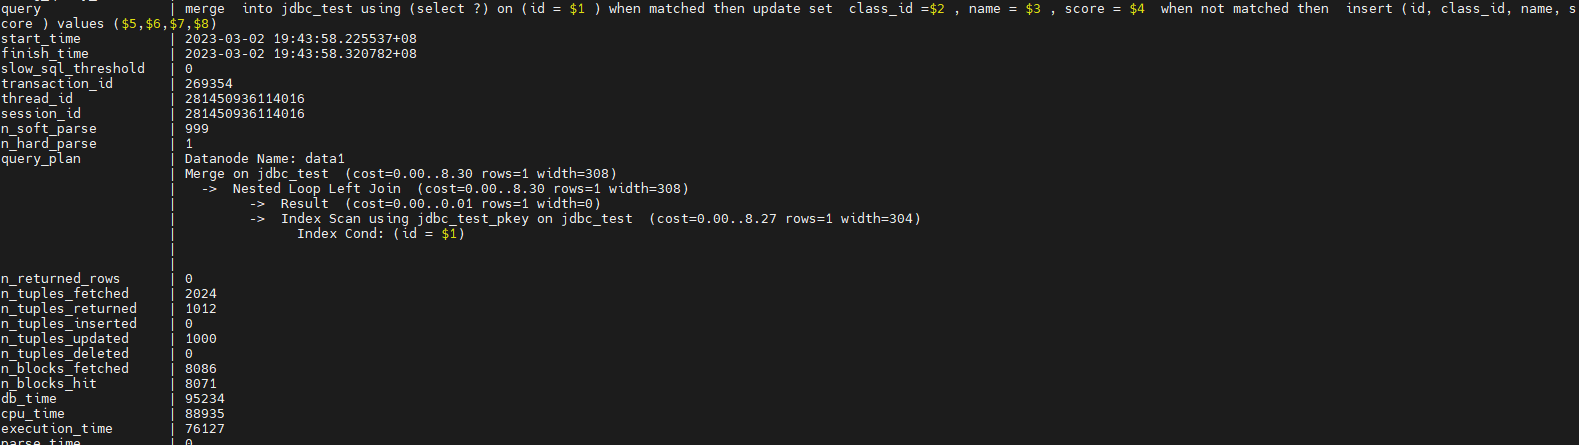 query | merge  into jdbc_test using (select ?) on (id = $1 ) when matched then update set  class_id =$2 , name = $3 , score = $4  when not matched then  insert (id, class_id, name, s
core ) values ($5,$6,$7,$8)
start_time | 2023-03-02 19:43:58.225537+08
finish_time | 2023-03-02 19:43:58.320782+08
slow_sql_threshold | 0
transaction_id | 269354
thread_id | 281450936114016
session_id | 281450936114016
n_soft_parse | 999
n_hard_parse | 1
query_plan | Datanode Name: data1
| Merge on jdbc_test  (cost=0.00..8.30 rows=1 width=308)
|   ->  Nested Loop Left Join  (cost=0.00..8.30 rows=1 width=308)
|         ->  Result  (cost=0.00..0.01 rows=1 width=0)
|         ->  Index Scan using jdbc_test_pkey on jdbc_test  (cost=0.00..8.27 rows=1 width=304)
|               Index Cond: (id = $1)
|
|
n_returned_rows | 0
n_tuples_fetched | 2024
n_tuples_returned | 1012
n_tuples_inserted | 0
n_tuples_updated | 1000
n_tuples_deleted | 0
n_blocks_fetched | 8086
n_blocks_hit | 8071
db_time | 95234
cpu_time | 88935
execution_time | 76127
parse_time | 0